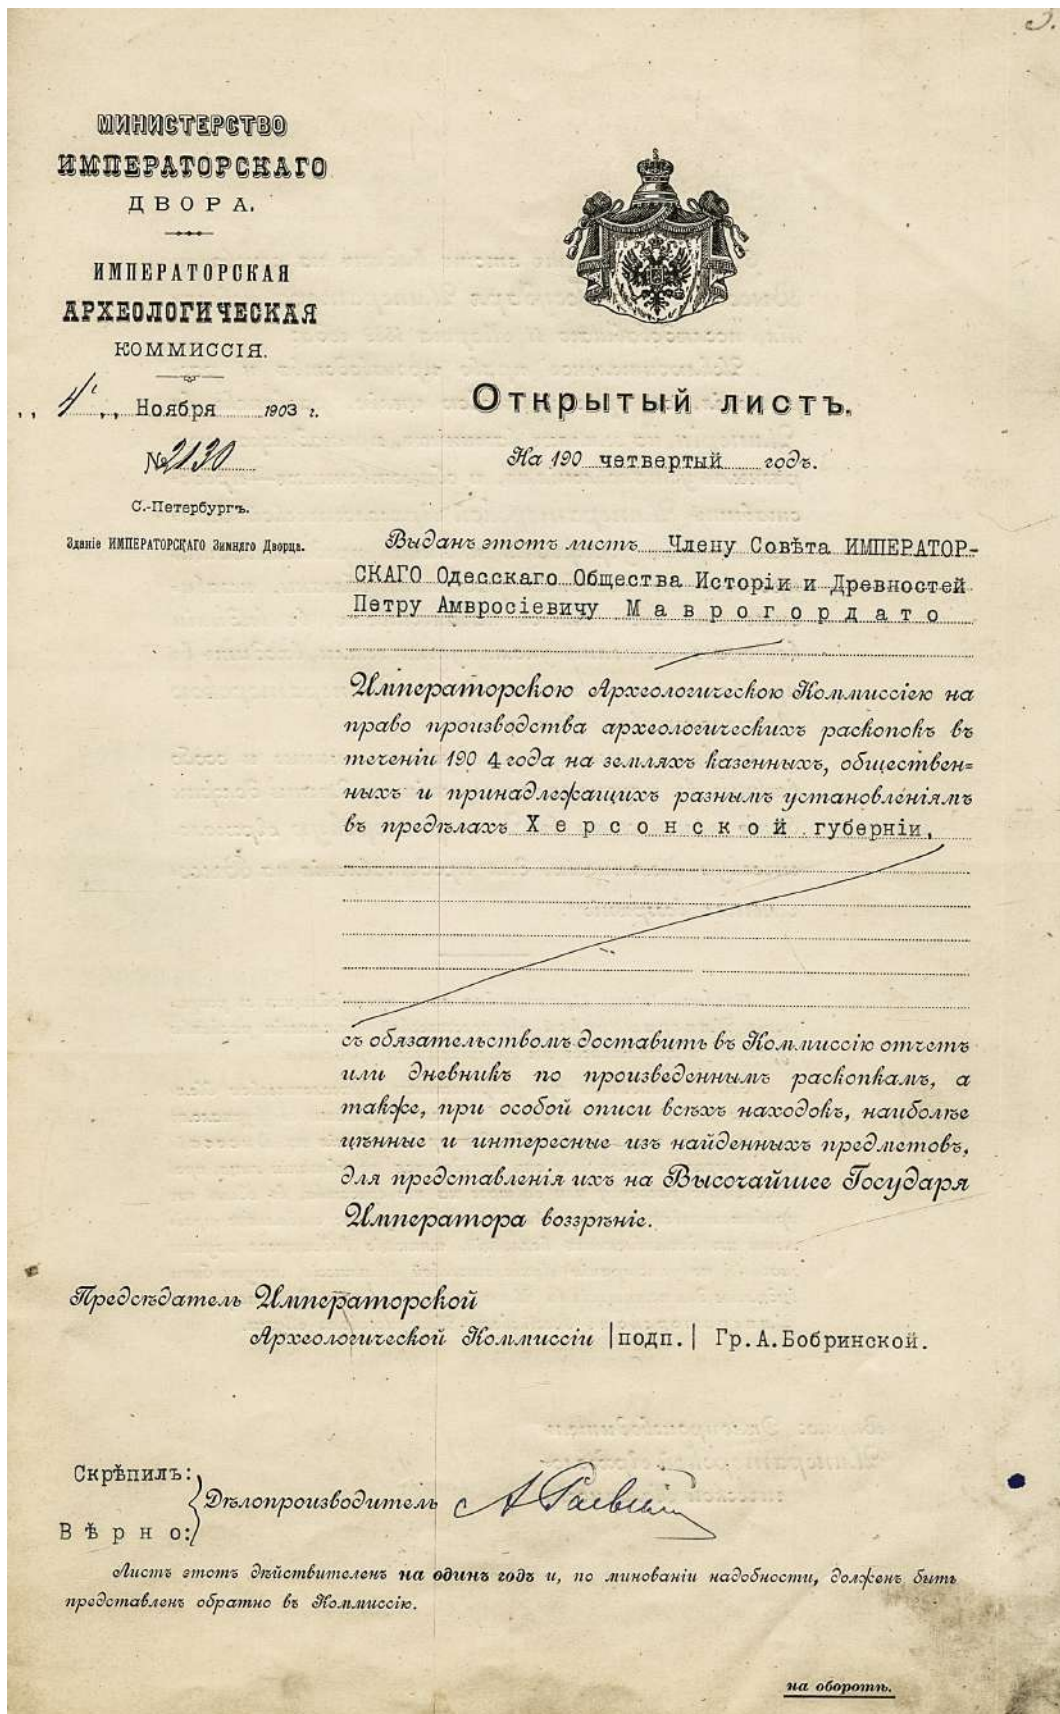 3.
МИНИСТЕРСТВО
ИМПЕРАТОРСКАГО
ДВОРА.
ИМПЕРАТОРСКАЯ
АРХЕОЛОГИЧЕСКАЯ
КОММИССІЯ.
„ 4 „ Ноября 1903 г.
№ 2130
С.-Петербургъ.
Зданіе ИМПЕРАТОРСКАГО Зимняго Дворца.
Открытый листъ.
На 190 четвертый годъ.
Выданъ этотъ листъ Члену Совѣта ИМПЕРАТОР-
СКАГО Одесскаго Общества Исторіи и Древностей
Петру Амвросіевичу Маврогордато
Императорскою Археологическою Коммиссіею на
право производства археологическихъ раскопокъ въ
теченіи 1904 года на земляхъ казенныхъ, обществен=
ныхъ и принадлежащихъ разнымъ установленіямъ
въ предѣлахъ Херсонской губерніи,
съ обязательствомъ доставить въ Коммиссію отчетъ
или дневникъ по произведеннымъ раскопкамъ, а
также, при особой описи всѣхъ находокъ, наиболѣе
цѣнные и интересные изъ найденныхъ предметовъ,
для представленія ихъ на Высочайшее Государя
Императора воззрѣніе.
Предсѣдатель Императорской
Археологической Коммиссіи |подп.| Гр.А.Бобринской.
Скрѣпилъ:
Дѣлопроизводитель
Вѣрно:
Листъ этотъ дѣйствителенъ на одинъ годъ и, по минованіи надобности, долженъ быть
представленъ обратно въ Коммиссію.
на оборотѣ.